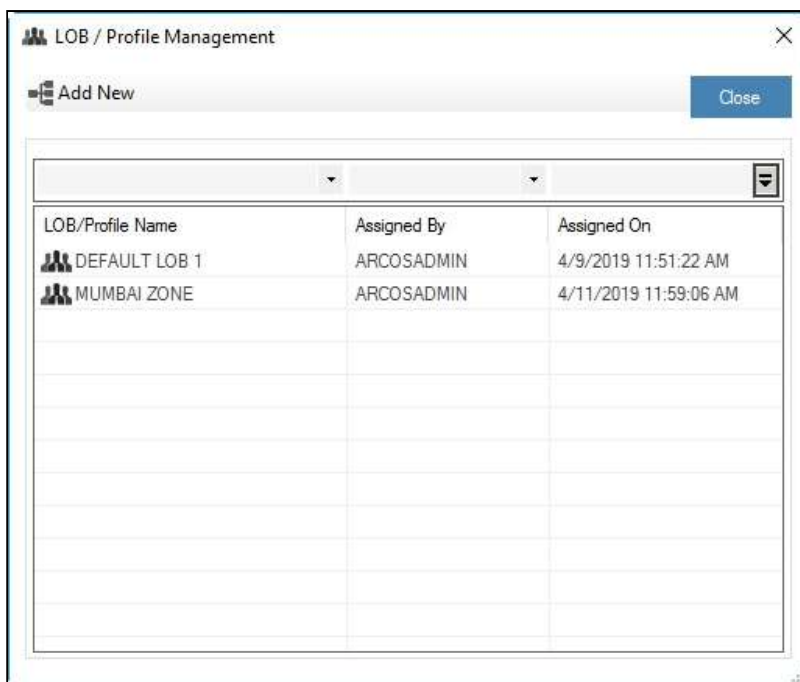 LOB / Profile Management
Add New
Close
LOB/Profile Name Assigned By Assigned On
DEFAULT LOB 1 ARCOSADMIN 4/9/2019 11:51:22 AM
MUMBAI ZONE ARCOSADMIN 4/11/2019 11:59:06 AM